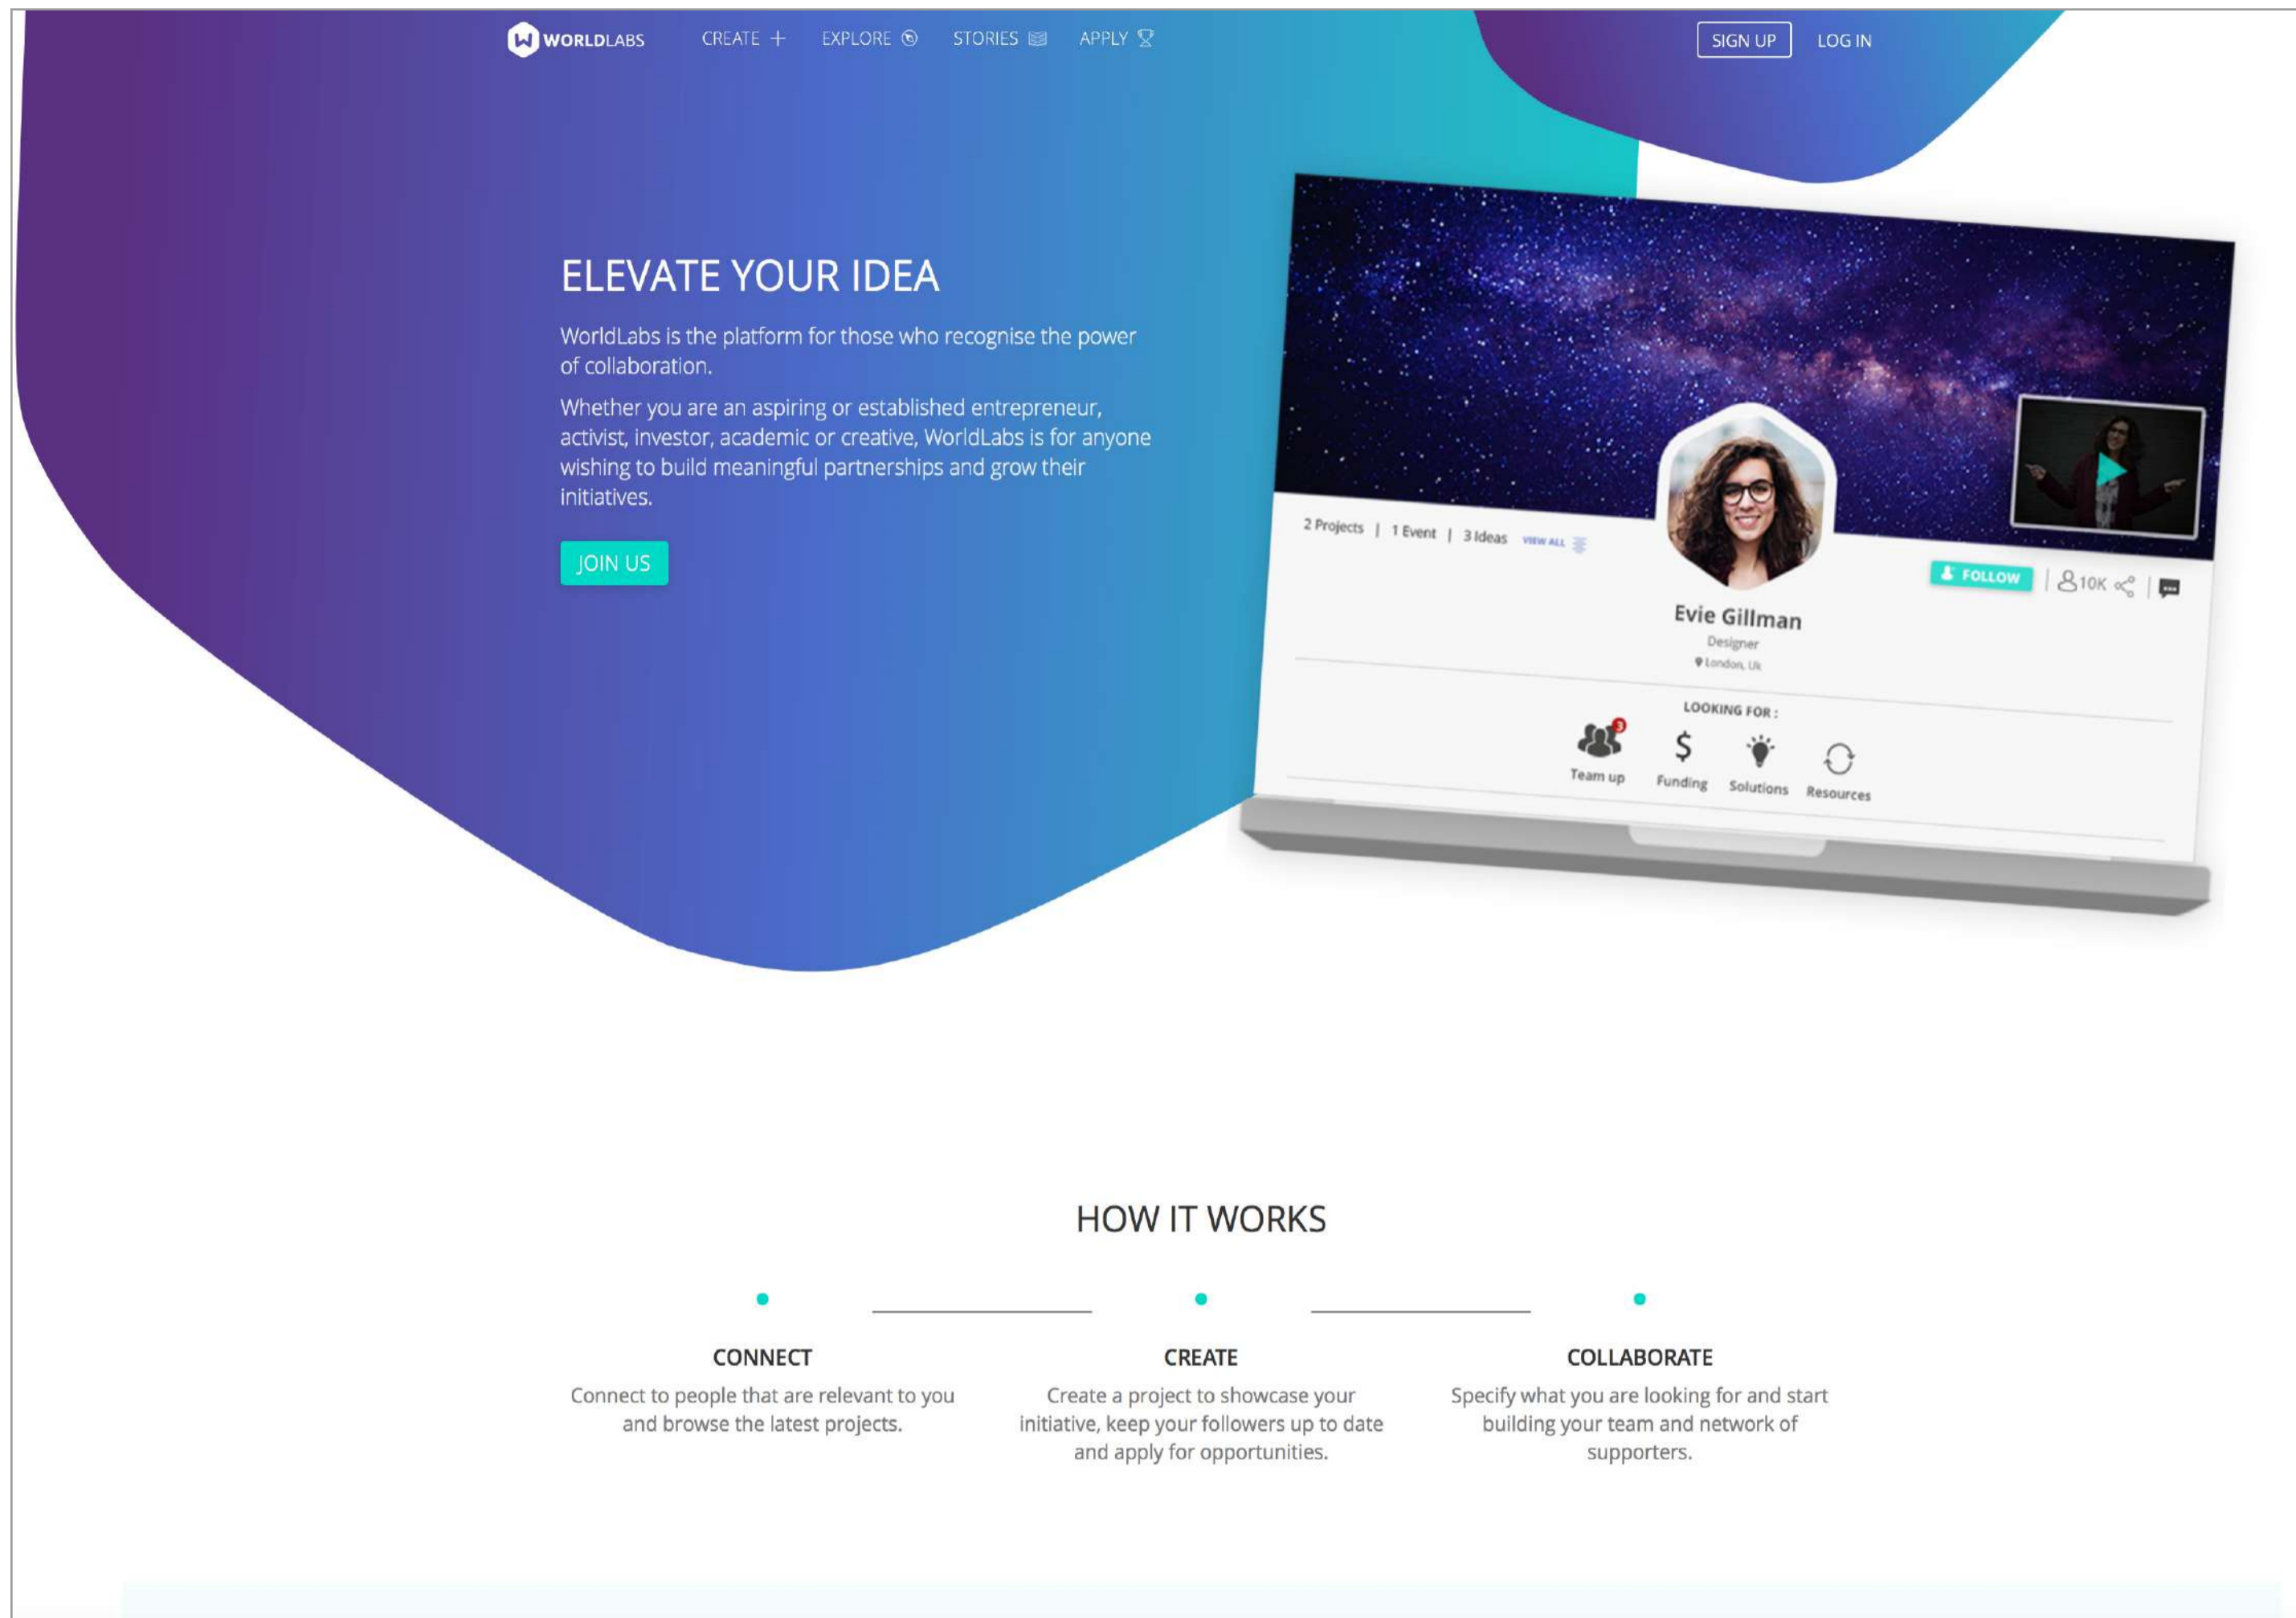 WORLDLABS
CREATE
EXPLORE
STORIES
APPLY
SIGN UP
LOG IN
ELEVATE YOUR IDEA
WorldLabs is the platform for those who recognise the power
of collaboration.
Whether you are an aspiring or established entrepreneur,
activist, investor, academic or creative, WorldLabs is for anyone
wishing to build meaningful partnerships and grow their
initiatives.
JOIN US
2 Projects | 1 Event | 3 Ideas VIEW ALL
FOLLOW | 10K |
Evie Gillman
Designer
London, Uk
LOOKING FOR :
3
Team up
Funding
Solutions
Resources
HOW IT WORKS
CONNECT
Connect to people that are relevant to you
and browse the latest projects.
CREATE
Create a project to showcase your
initiative, keep your followers up to date
and apply for opportunities.
COLLABORATE
Specify what you are looking for and start
building your team and network of
supporters.